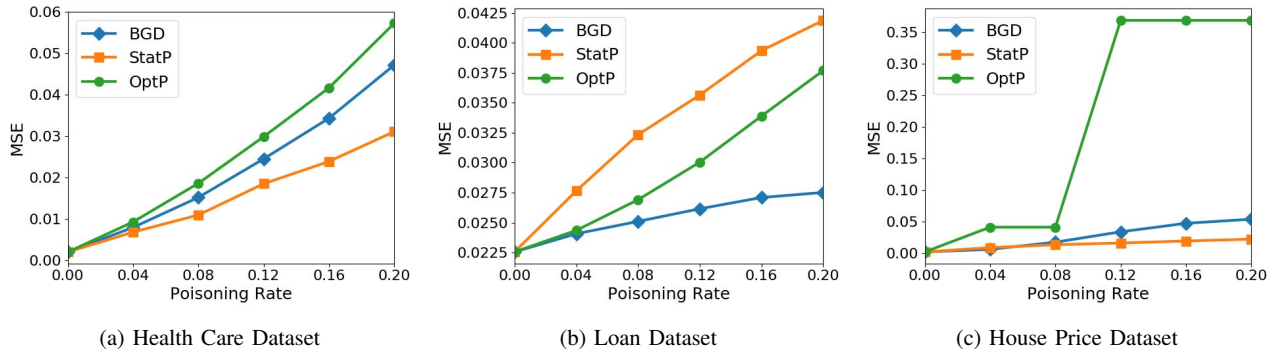 0.06
0.05
0.04
0.03
0.02
0.01
0.00
MSE
BGD
StatP
OptP
0.00 0.04 0.08 0.12 0.16 0.20
Poisoning Rate
(a) Health Care Dataset
0.0425
0.0400
0.0375
0.0350
0.0325
0.0300
0.0275
0.0250
0.0225
MSE
BGD
StatP
OptP
0.00 0.04 0.08 0.12 0.16 0.20
Poisoning Rate
(b) Loan Dataset
0.35
0.30
0.25
0.20
0.15
0.10
0.05
0.00
MSE
BGD
StatP
OptP
0.00 0.04 0.08 0.12 0.16 0.20
Poisoning Rate
(c) House Price Dataset